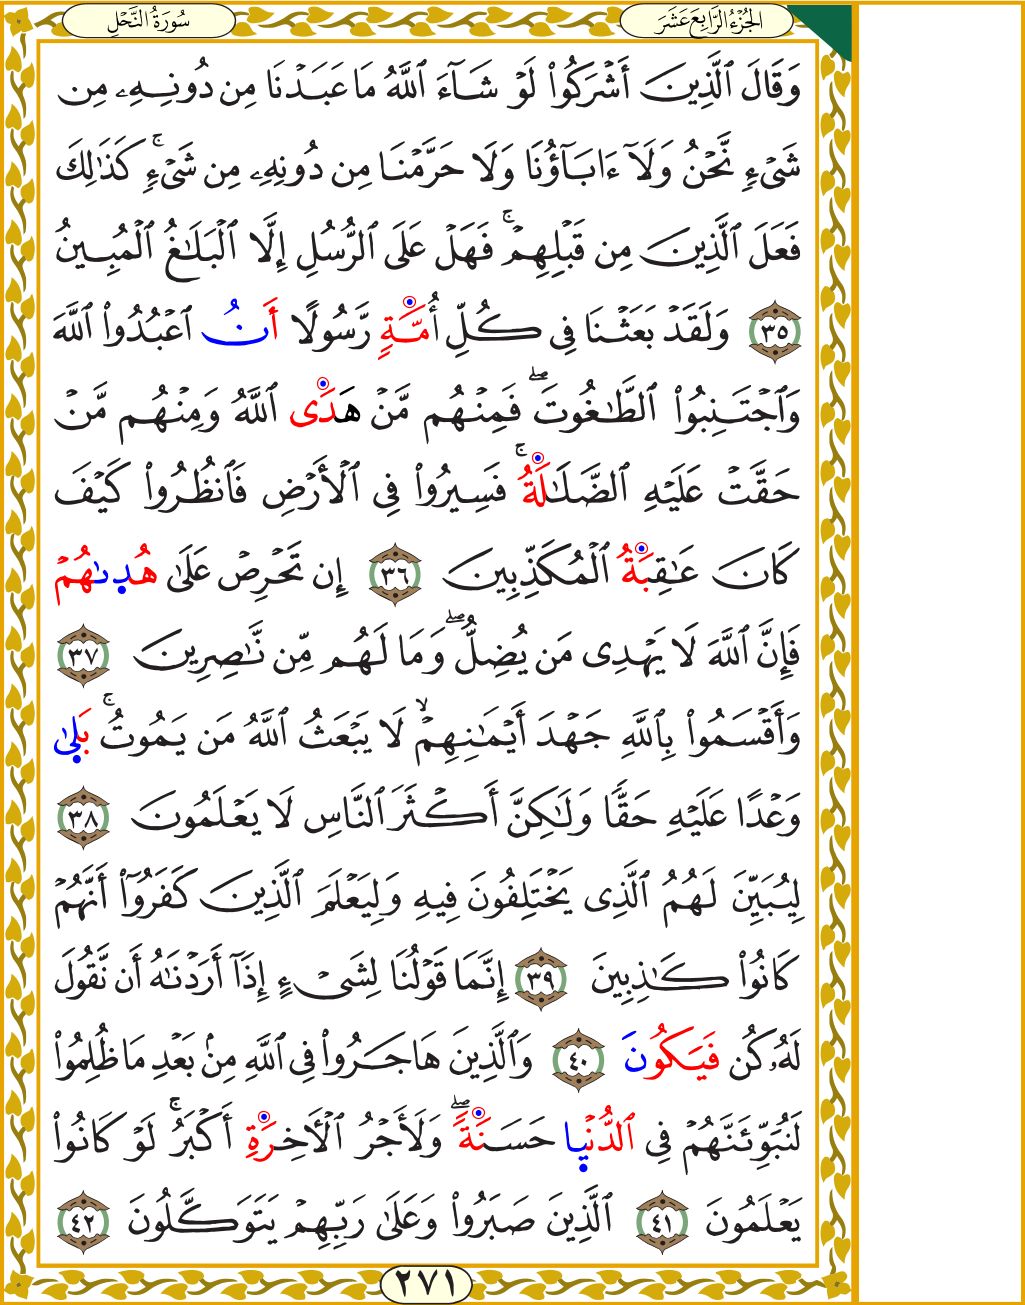 الجُزْءُ الرَّابِعَ عَشَرَ
سُورَةُ النَّحْلِ
وَقَالَ ٱلَّذِينَ أَشْرَكُوا۟ لَوْ شَآءَ ٱللَّهُ مَا عَبَدْنَا مِن دُونِهِۦ مِن
شَىْءٍ نَّحْنُ وَلَآ ءَابَآؤُنَا وَلَا حَرَّمْنَا مِن دُونِهِۦ مِن شَىْءٍۚ كَذَٰلِكَ
فَعَلَ ٱلَّذِينَ مِن قَبْلِهِمْۚ فَهَلْ عَلَى ٱلرُّسُلِ إِلَّا ٱلْبَلَٰغُ ٱلْمُبِينُ
٣٥ وَلَقَدْ بَعَثْنَا فِى كُلِّ أُمَّةٍ رَّسُولًا أَنُ ٱعْبُدُوا۟ ٱللَّهَ
وَٱجْتَنِبُوا۟ ٱلطَّٰغُوتَۖ فَمِنْهُم مَّنْ هَدَى ٱللَّهُ وَمِنْهُم مَّنْ
حَقَّتْ عَلَيْهِ ٱلضَّلَٰلَةُۚ فَسِيرُوا۟ فِى ٱلْأَرْضِ فَٱنظُرُوا۟ كَيْفَ
كَانَ عَٰقِبَةُ ٱلْمُكَذِّبِينَ ٣٦ إِن تَحْرِصْ عَلَىٰ هُدِىٰهُمْ
فَإِنَّ ٱللَّهَ لَا يَهْدِى مَن يُضِلُّۖ وَمَا لَهُم مِّن نَّٰصِرِينَ ٣٧
وَأَقْسَمُوا۟ بِٱللَّهِ جَهْدَ أَيْمَٰنِهِمْۙ لَا يَبْعَثُ ٱللَّهُ مَن يَمُوتُۚ بَلِىٰ
وَعْدًا عَلَيْهِ حَقًّا وَلَٰكِنَّ أَكْثَرَ ٱلنَّاسِ لَا يَعْلَمُونَ ٣٨
لِيُبَيِّنَ لَهُمُ ٱلَّذِى يَخْتَلِفُونَ فِيهِ وَلِيَعْلَمَ ٱلَّذِينَ كَفَرُوٓا۟ أَنَّهُمْ
كَانُوا۟ كَٰذِبِينَ ٣٩ إِنَّمَا قَوْلُنَا لِشَىْءٍ إِذَآ أَرَدْنَٰهُ أَن نَّقُولَ
لَهُۥ كُن فَيَكُونَ ٤٠ وَٱلَّذِينَ هَاجَرُوا۟ فِى ٱللَّهِ مِنۢ بَعْدِ مَا ظُلِمُوا۟
لَنُبَوِّئَنَّهُمْ فِى ٱلدُّنْيِا حَسَنَةًۖ وَلَأَجْرُ ٱلْأَخِرَةِ أَكْبَرُۚ لَوْ كَانُوا۟
يَعْلَمُونَ ٤١ ٱلَّذِينَ صَبَرُوا۟ وَعَلَىٰ رَبِّهِمْ يَتَوَكَّلُونَ ٤٢
٢٧١